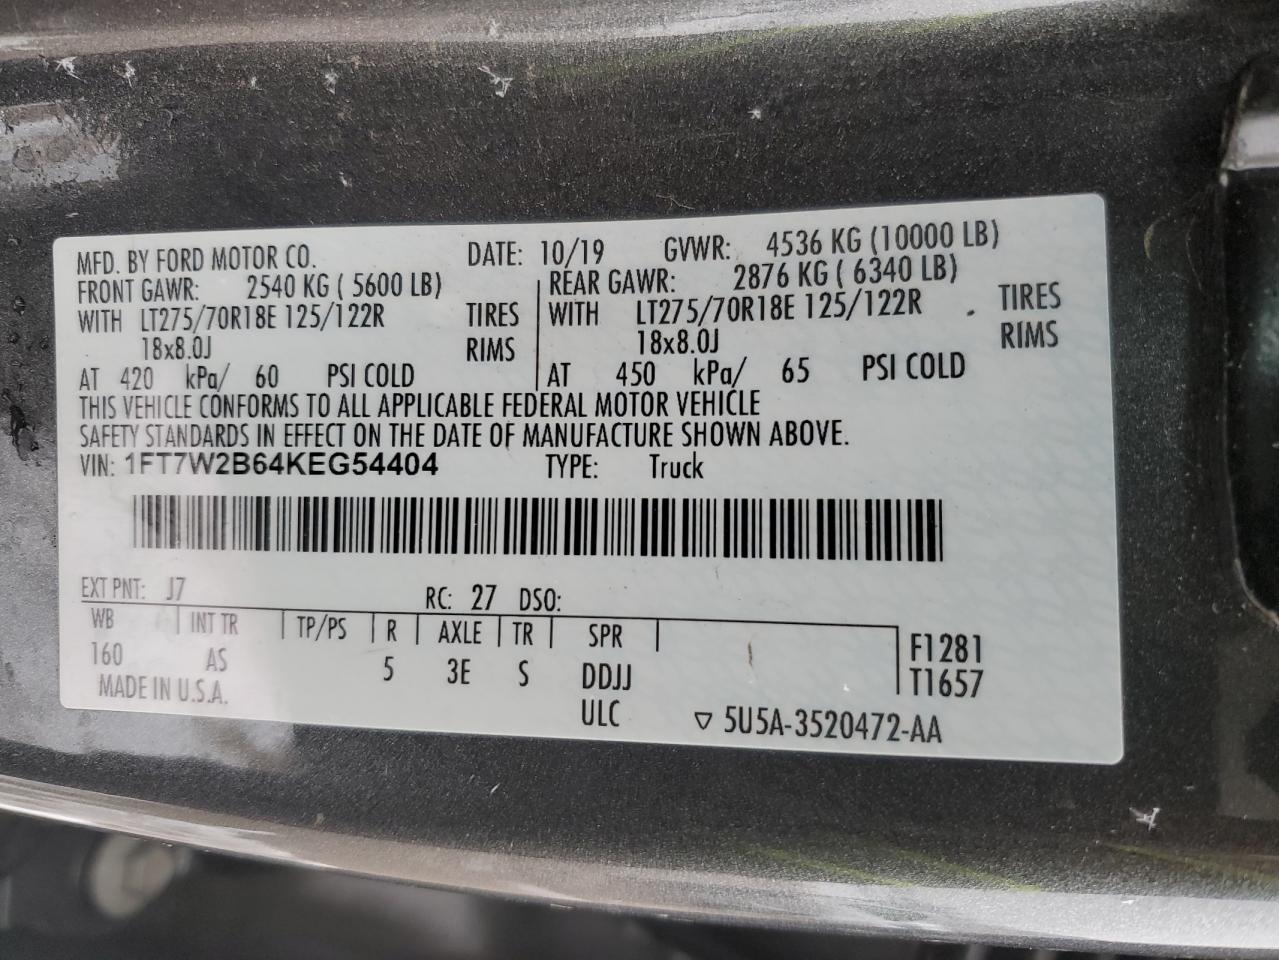 MFD. BY FORD MOTOR CO. DATE: 10/19 GVWR: 4536 KG (10000 LB)
FRONT GAWR: 2540 KG ( 5600 LB) REAR GAWR: 2876 KG ( 6340 LB)
WITH LT275/70R18E 125/122R TIRES WITH LT275/70R18E 125/122R TIRES
18x8.0J RIMS 18x8.0J RIMS
AT 420 kPa/ 60 PSI COLD AT 450 kPa/ 65 PSI COLD
THIS VEHICLE CONFORMS TO ALL APPLICABLE FEDERAL MOTOR VEHICLE
SAFETY STANDARDS IN EFFECT ON THE DATE OF MANUFACTURE SHOWN ABOVE.
VIN: 1FT7W2B64KEG54404 TYPE: Truck
EXT PNT: J7 RC: 27 DSO:
WB INT TR TP/PS R AXLE TR SPR F1281
160 AS 5 3E S DDJJ T1657
MADE IN U.S.A. ULC ▽ 5U5A-3520472-AA